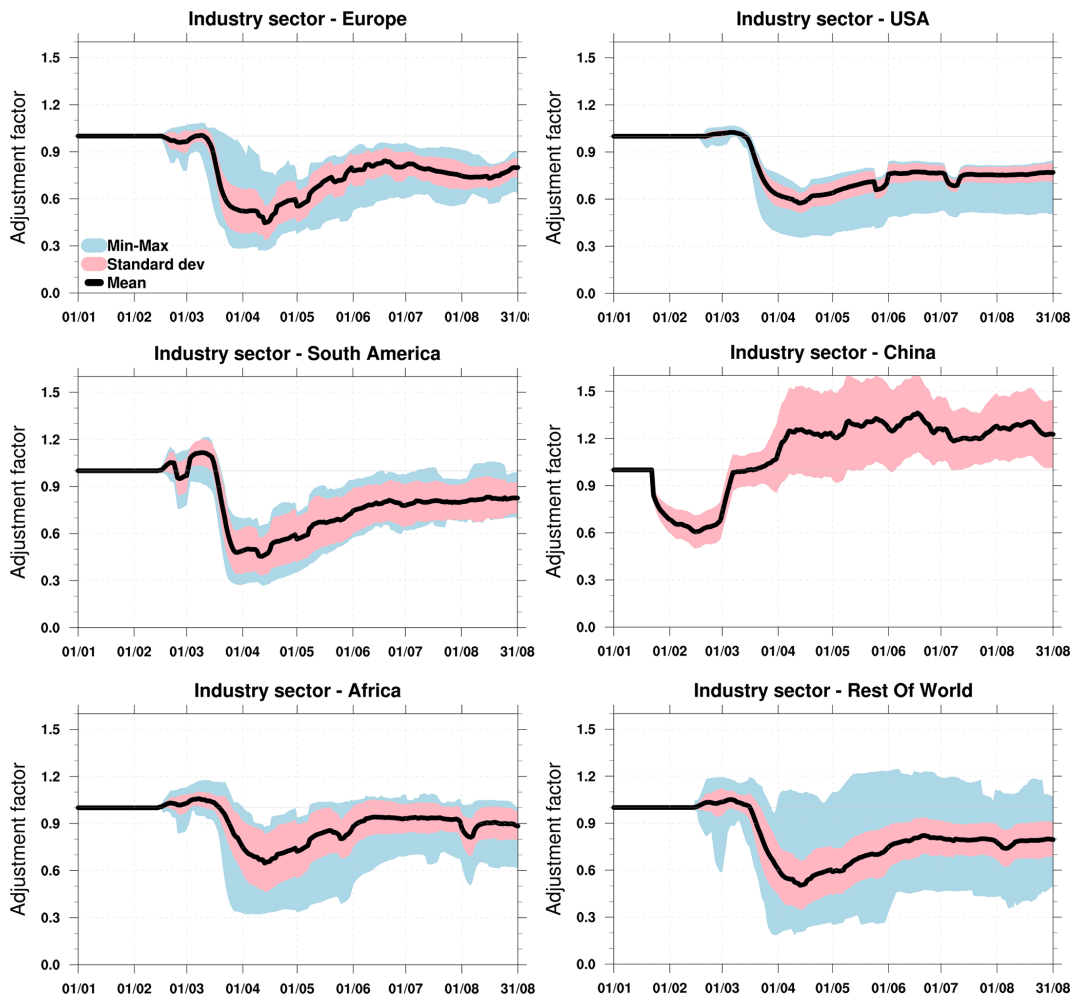 Industry sector - Europe
Adjustment factor
1.5
1.2
0.9
0.6
0.3
0.0
Min-Max
Standard dev
Mean
01/01 01/02 01/03 01/04 01/05 01/06 01/07 01/08 31/08
Industry sector - USA
Adjustment factor
1.5
1.2
0.9
0.6
0.3
0.0
01/01 01/02 01/03 01/04 01/05 01/06 01/07 01/08 31/08
Industry sector - South America
Adjustment factor
1.5
1.2
0.9
0.6
0.3
0.0
01/01 01/02 01/03 01/04 01/05 01/06 01/07 01/08 31/08
Industry sector - China
Adjustment factor
1.5
1.2
0.9
0.6
0.3
0.0
01/01 01/02 01/03 01/04 01/05 01/06 01/07 01/08 31/08
Industry sector - Africa
Adjustment factor
1.5
1.2
0.9
0.6
0.3
0.0
01/01 01/02 01/03 01/04 01/05 01/06 01/07 01/08 31/08
Industry sector - Rest Of World
Adjustment factor
1.5
1.2
0.9
0.6
0.3
0.0
01/01 01/02 01/03 01/04 01/05 01/06 01/07 01/08 31/08